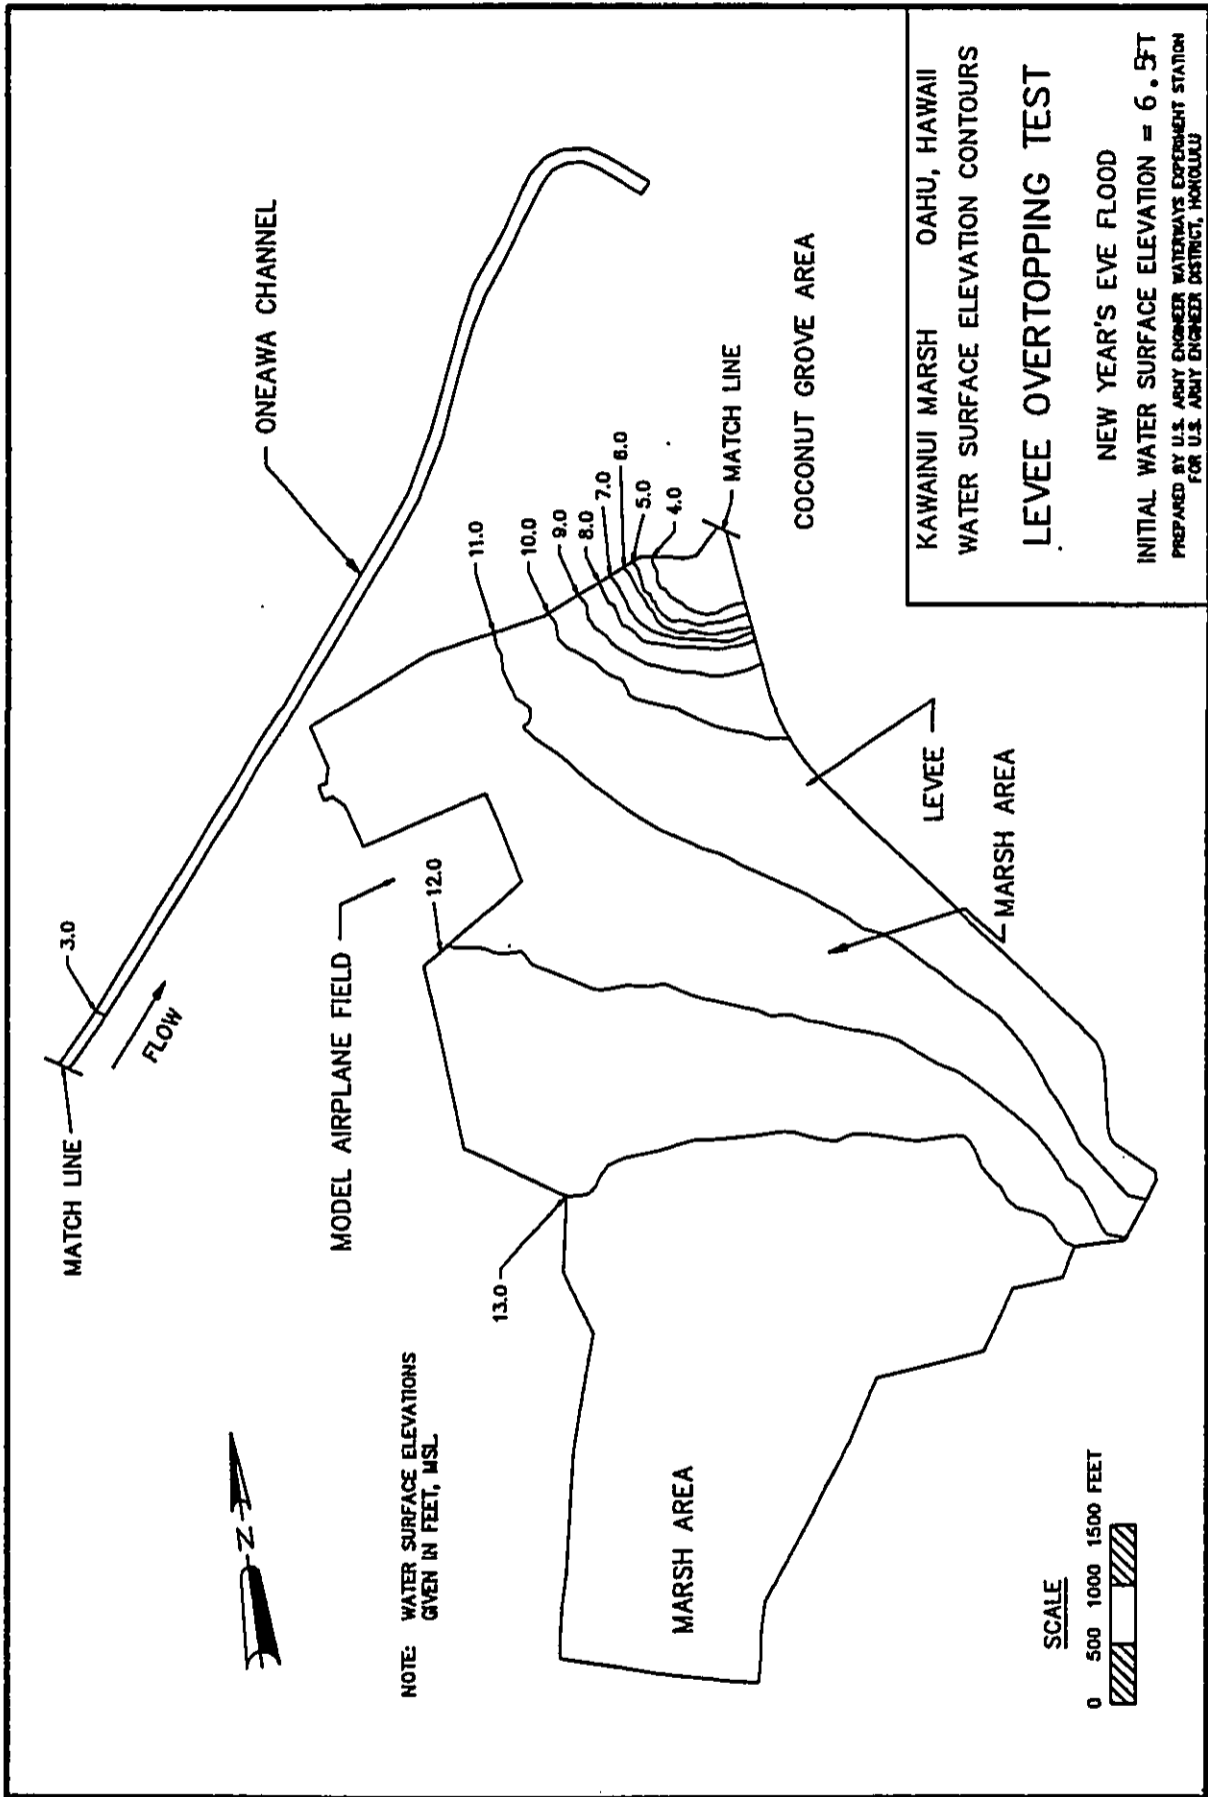 MATCH LINE
3.0
FLOW
ONEAWA CHANNEL
MODEL AIRPLANE FIELD
12.0
11.0
10.0
9.0
8.0
7.0
6.0
5.0
4.0
MATCH LINE
COCONUT GROVE AREA
13.0
LEVEE
MARSH AREA
MARSH AREA
N
NOTE: WATER SURFACE ELEVATIONS
GIVEN IN FEET, MSL.
SCALE
0 500 1000 1500 FEET
KAWAINUI MARSH OAHU, HAWAII
WATER SURFACE ELEVATION CONTOURS
LEVEE OVERTOPPING TEST
NEW YEAR'S EVE FLOOD
INITIAL WATER SURFACE ELEVATION = 6.5FT
PREPARED BY U.S. ARMY ENGINEER WATERWAYS EXPERIMENT STATION
FOR U.S. ARMY ENGINEER DISTRICT, HONOLULU